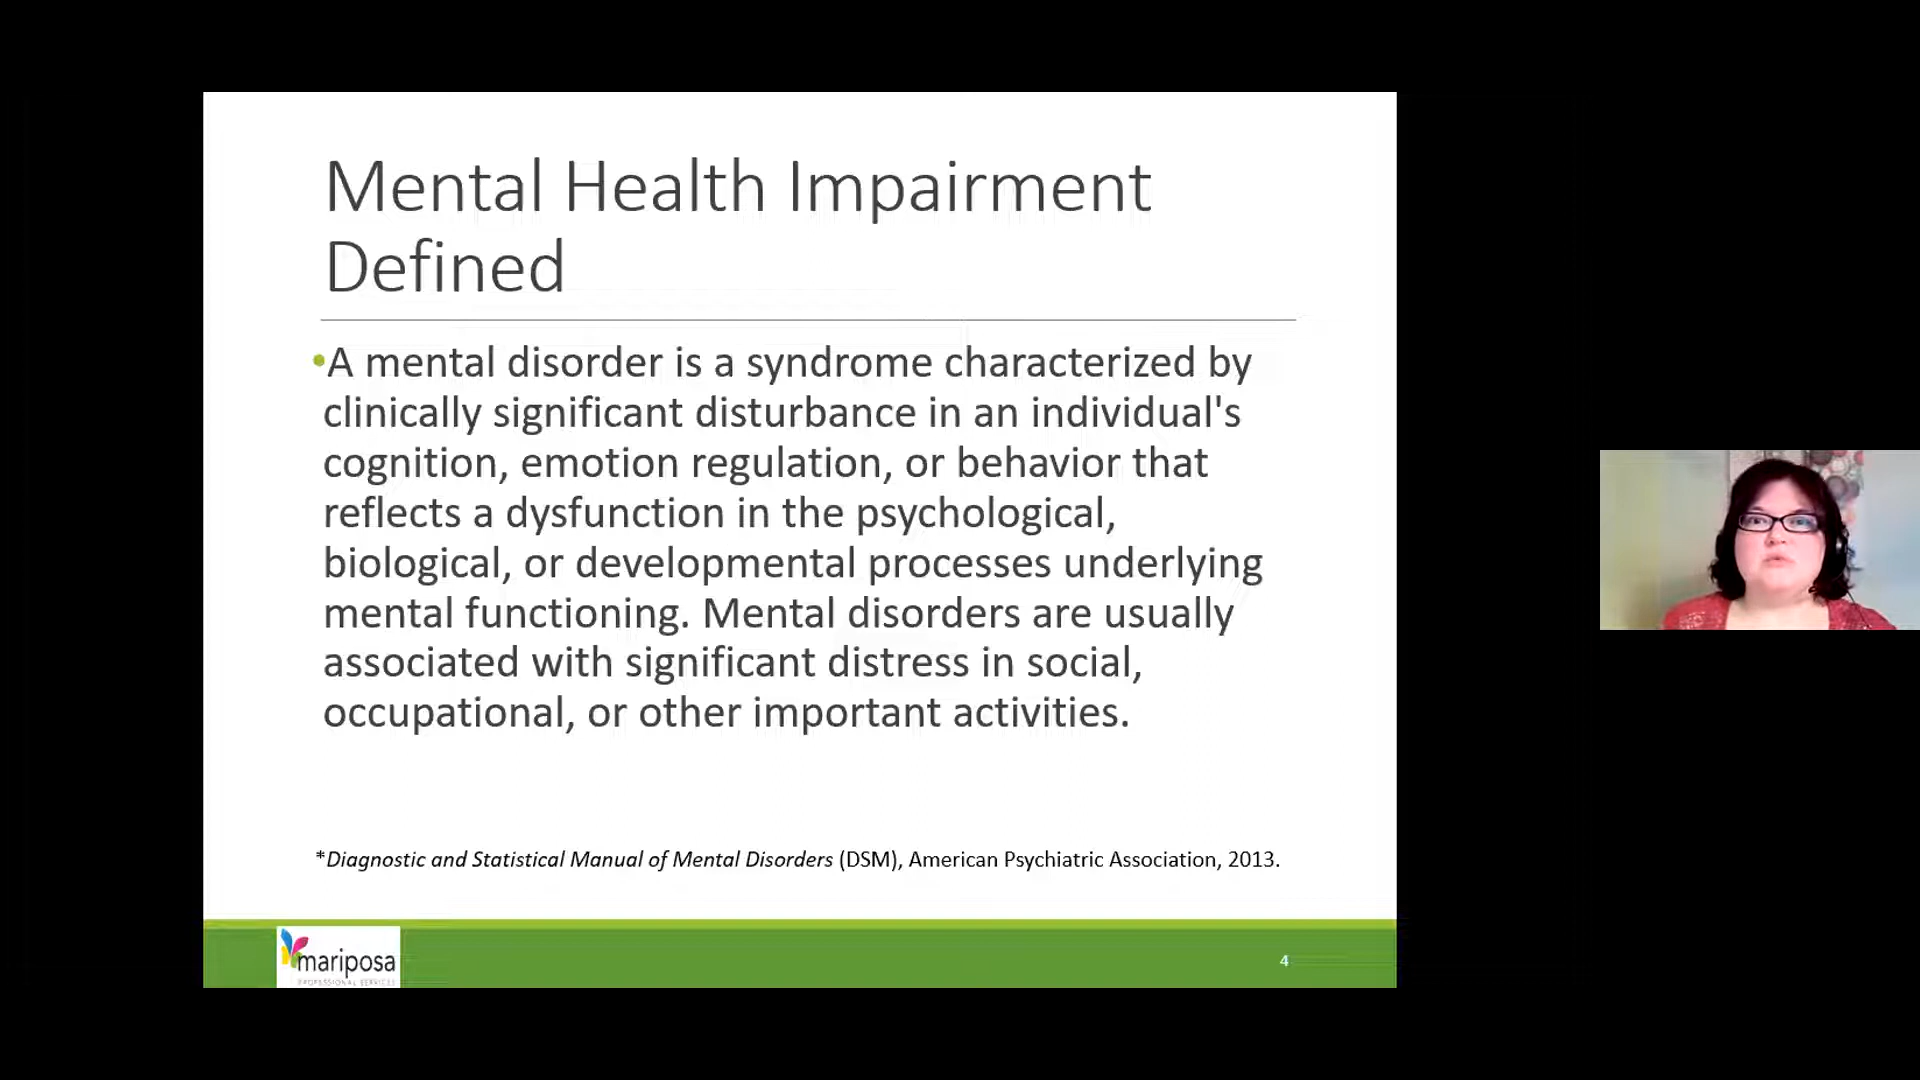 Mental Health Impairment
Defined
•A mental disorder is a syndrome characterized by
clinically significant disturbance in an individual's
cognition, emotion regulation, or behavior that
reflects a dysfunction in the psychological,
biological, or developmental processes underlying
mental functioning. Mental disorders are usually
associated with significant distress in social,
occupational, or other important activities.
*Diagnostic and Statistical Manual of Mental Disorders (DSM), American Psychiatric Association, 2013.
mariposa
PROFESSIONAL SERVICES
4